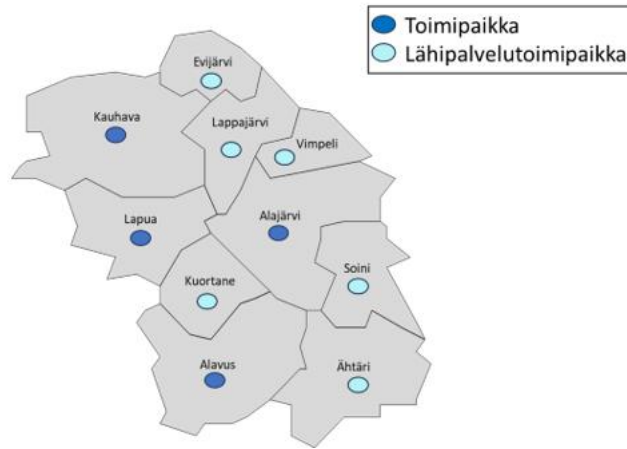 Toimipaikka
Lähipalvelutoimipaikka
Evijärvi
Kauhava
Lappajärvi
Vimpeli
Lapua
Alajärvi
Soini
Kuortane
Alavus
Ähtäri